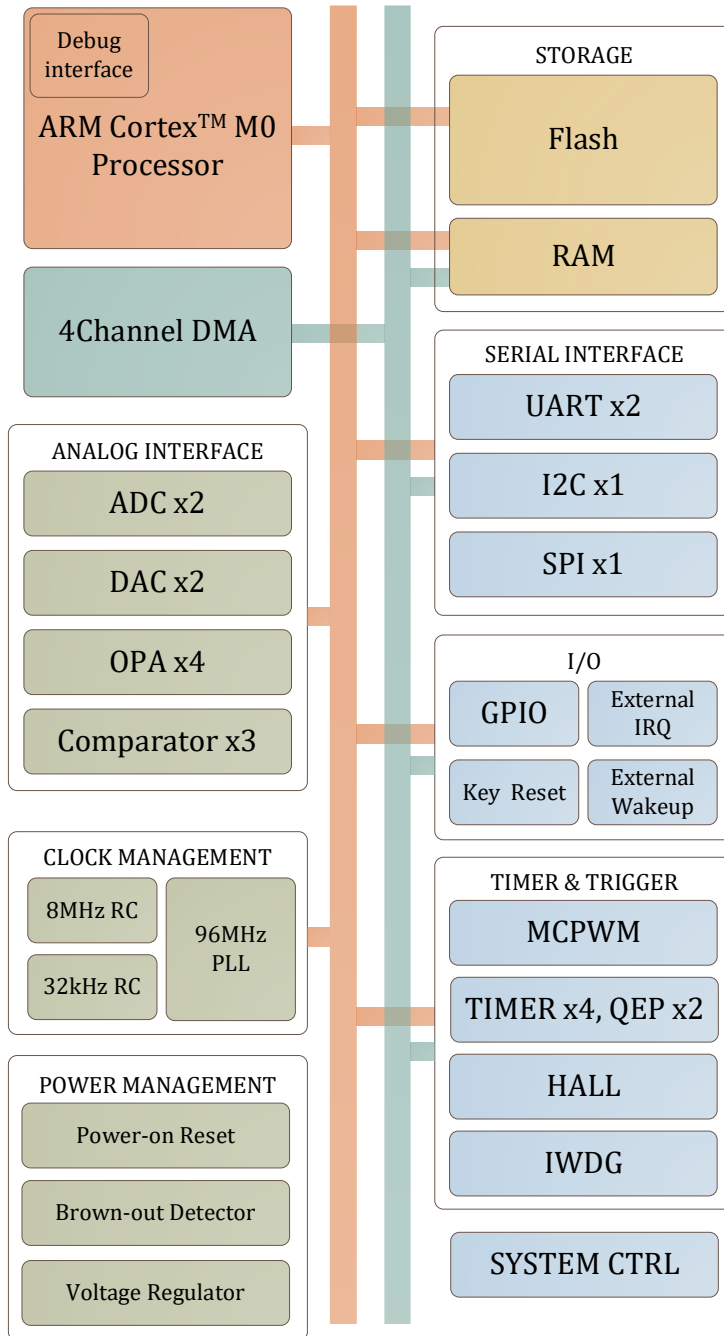 Debug
interface
ARM Cortex™ M0
Processor
4Channel DMA
ANALOG INTERFACE
ADC x2
DAC x2
OPA x4
Comparator x3
CLOCK MANAGEMENT
8MHz RC
32kHz RC
96MHz
PLL
POWER MANAGEMENT
Power-on Reset
Brown-out Detector
Voltage Regulator
STORAGE
Flash
RAM
SERIAL INTERFACE
UART x2
I2C x1
SPI x1
I/O
GPIO
External
IRQ
Key Reset
External
Wakeup
TIMER & TRIGGER
MCPWM
TIMER x4, QEP x2
HALL
IWDG
SYSTEM CTRL